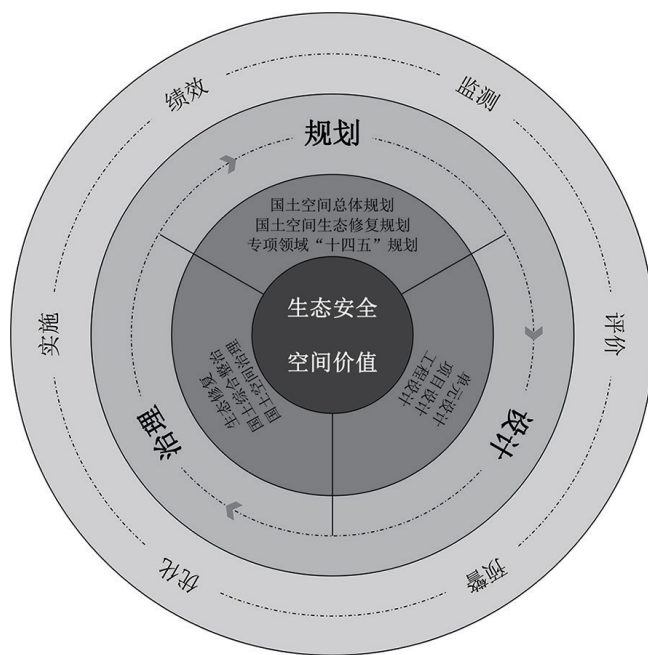 绩效
监测
规划
国土空间总体规划
国土空间生态修复规划
专项领域“十四五”规划
生态安全
空间价值
实施
评价
生态修复
国土综合整治
国土空间治理
单元设计
项目设计
工程设计
治理
设计
优化
预警